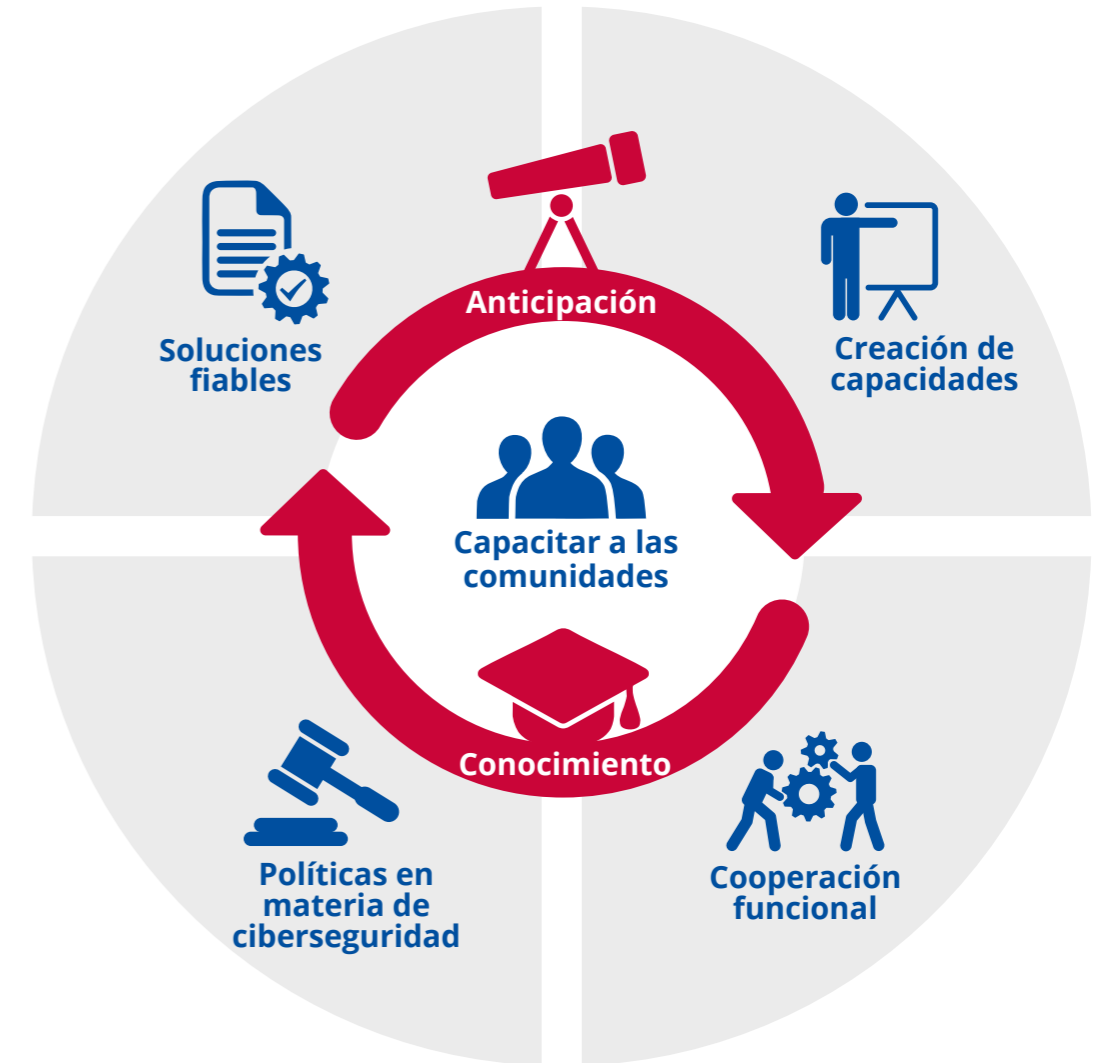 Anticipación
Soluciones
fiables
Creación de
capacidades
Capacitar a las
comunidades
Conocimiento
Políticas en
materia de
ciberseguridad
Cooperación
funcional